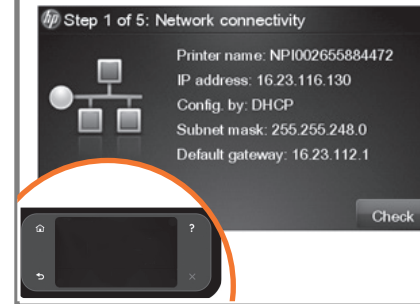 hp Step 1 of 5: Network connectivity
Printer name: NPI002655884472
IP address: 16.23.116.130
Config. by: DHCP
Subnet mask: 255.255.248.0
Default gateway: 16.23.112.1
Check
?